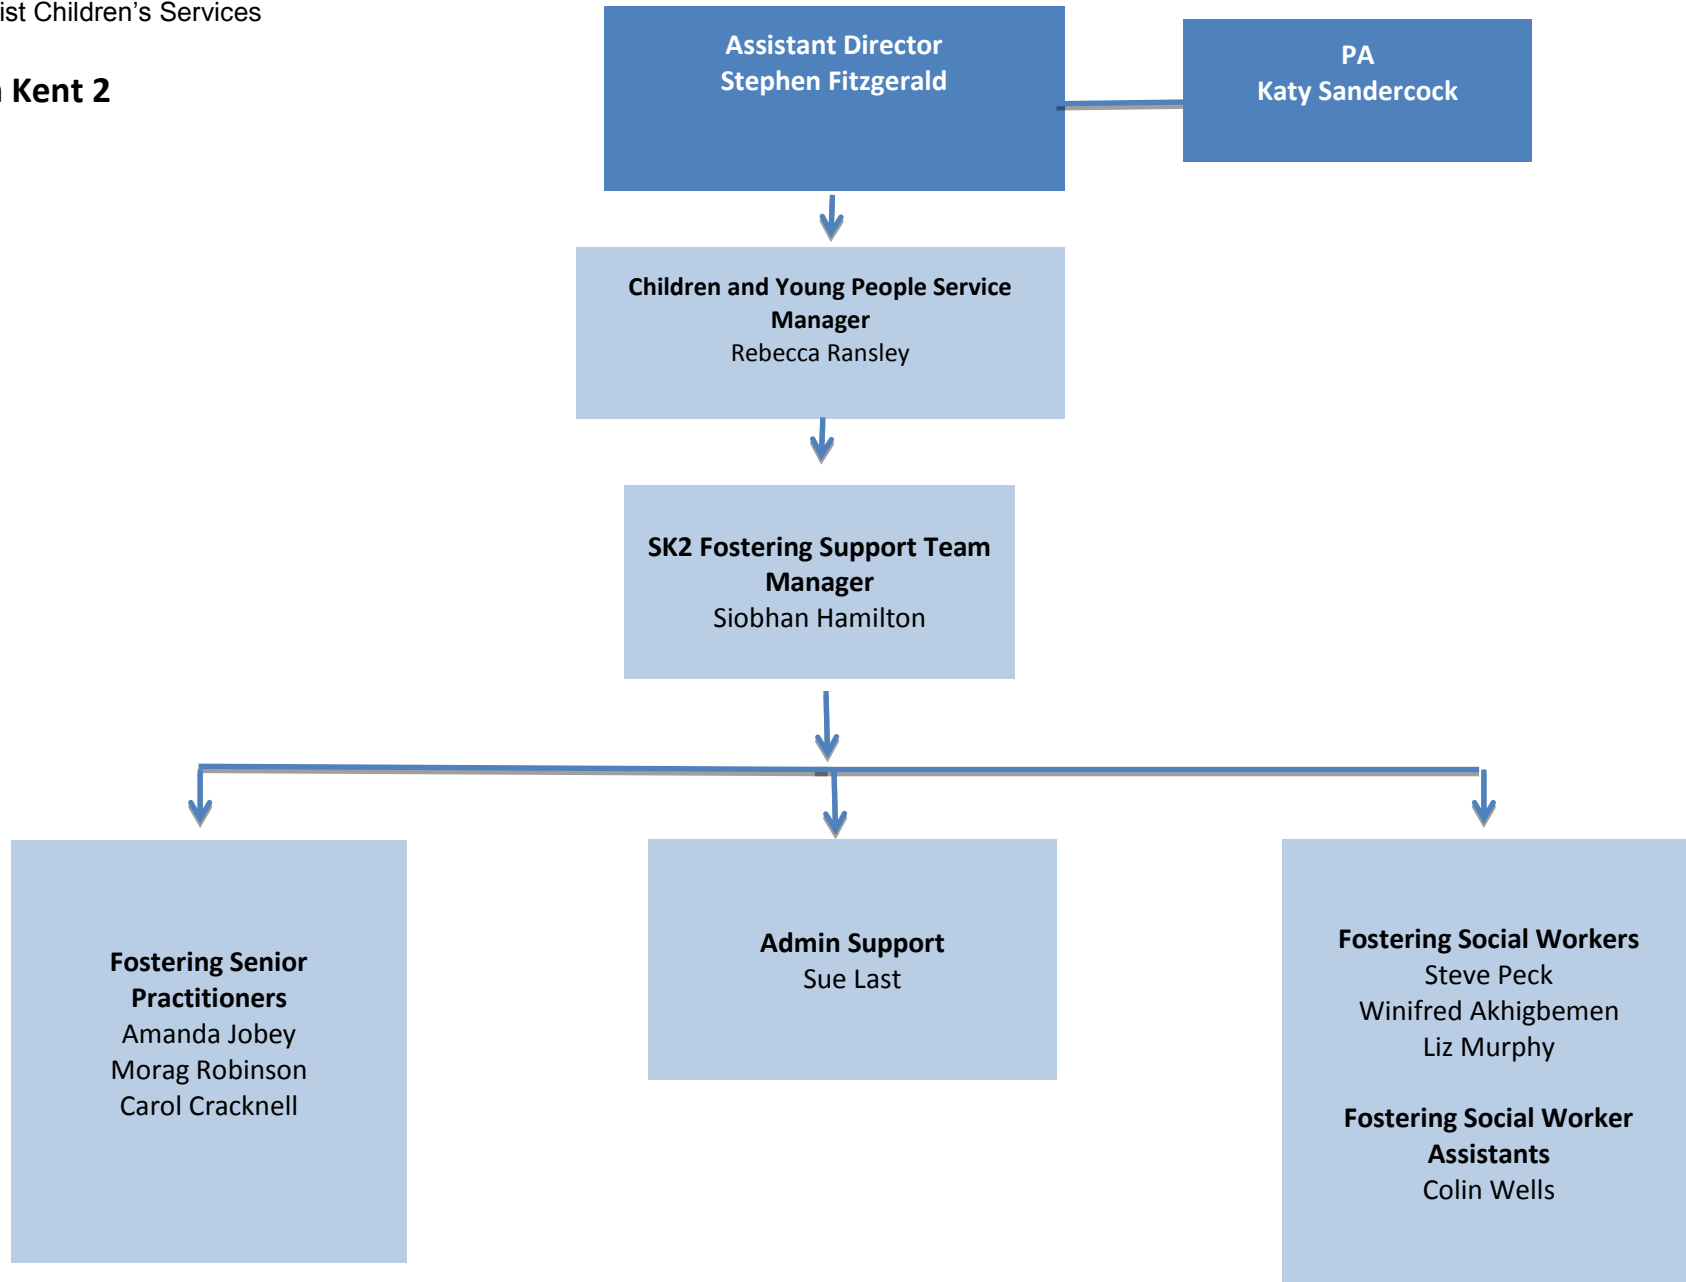 ist Children's Services
Kent 2
Assistant Director
Stephen Fitzgerald
PA
Katy Sandercock
Children and Young People Service
Manager
Rebecca Ransley
SK2 Fostering Support Team
Manager
Siobhan Hamilton
Fostering Senior
Practitioners
Amanda Jobey
Morag Robinson
Carol Cracknell
Admin Support
Sue Last
Fostering Social Workers
Steve Peck
Winifred Akhigbemen
Liz Murphy
Fostering Social Worker
Assistants
Colin Wells